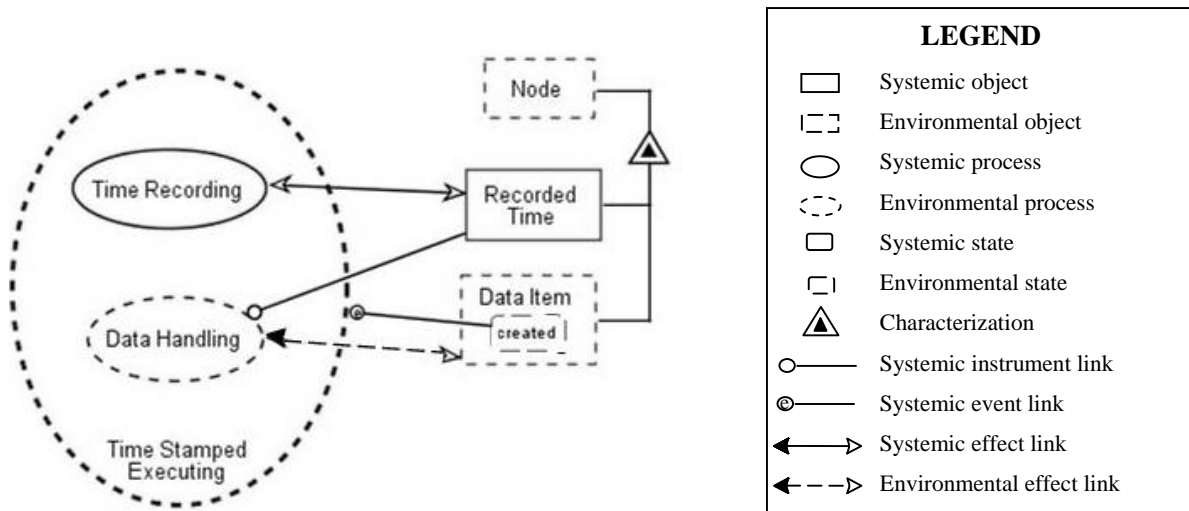 Node
Time Recording
Recorded
Time
Data Item
created
Data Handling
Time Stamped
Executing
e
LEGEND
Systemic object
Environmental object
Systemic process
Environmental process
Systemic state
Environmental state
Characterization
Systemic instrument link
e
Systemic event link
Systemic effect link
Environmental effect link